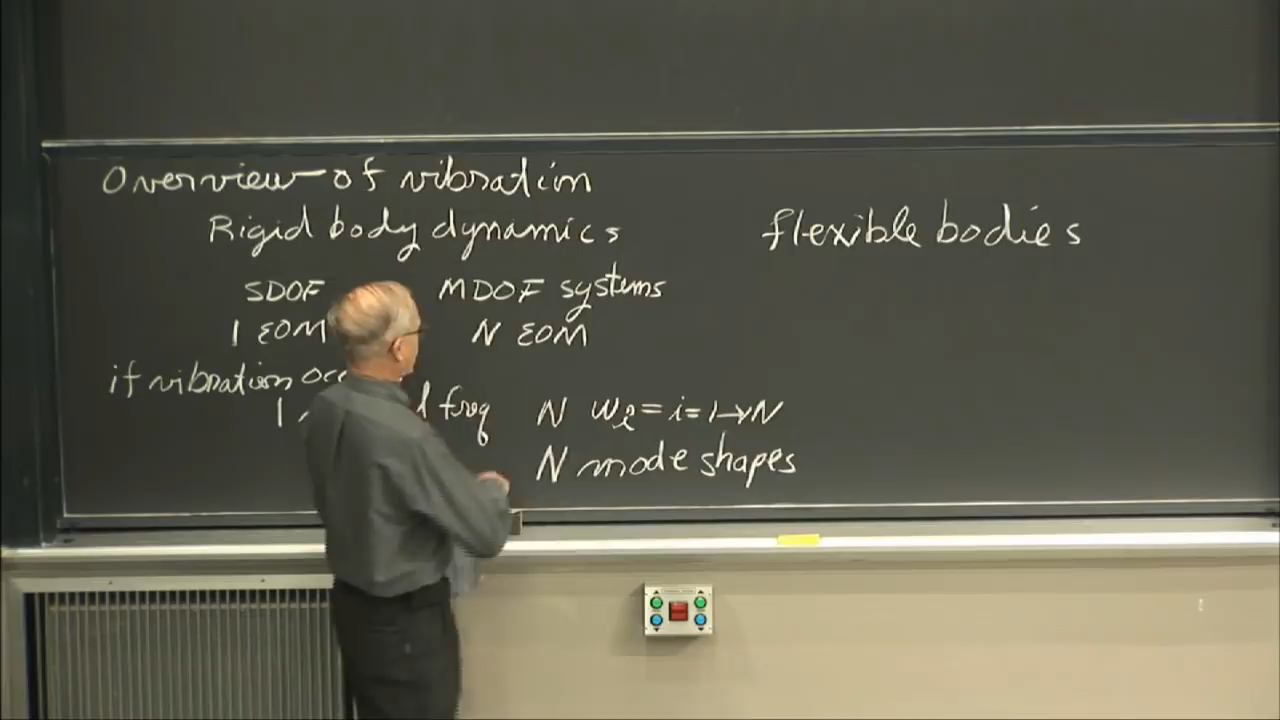 Overview of vibration
Rigid body dynamics
flexible bodies
SDOF MDOF systems
1 EOM N EOM
if vibration
1 freq N ωi = i=1→N
N mode shapes